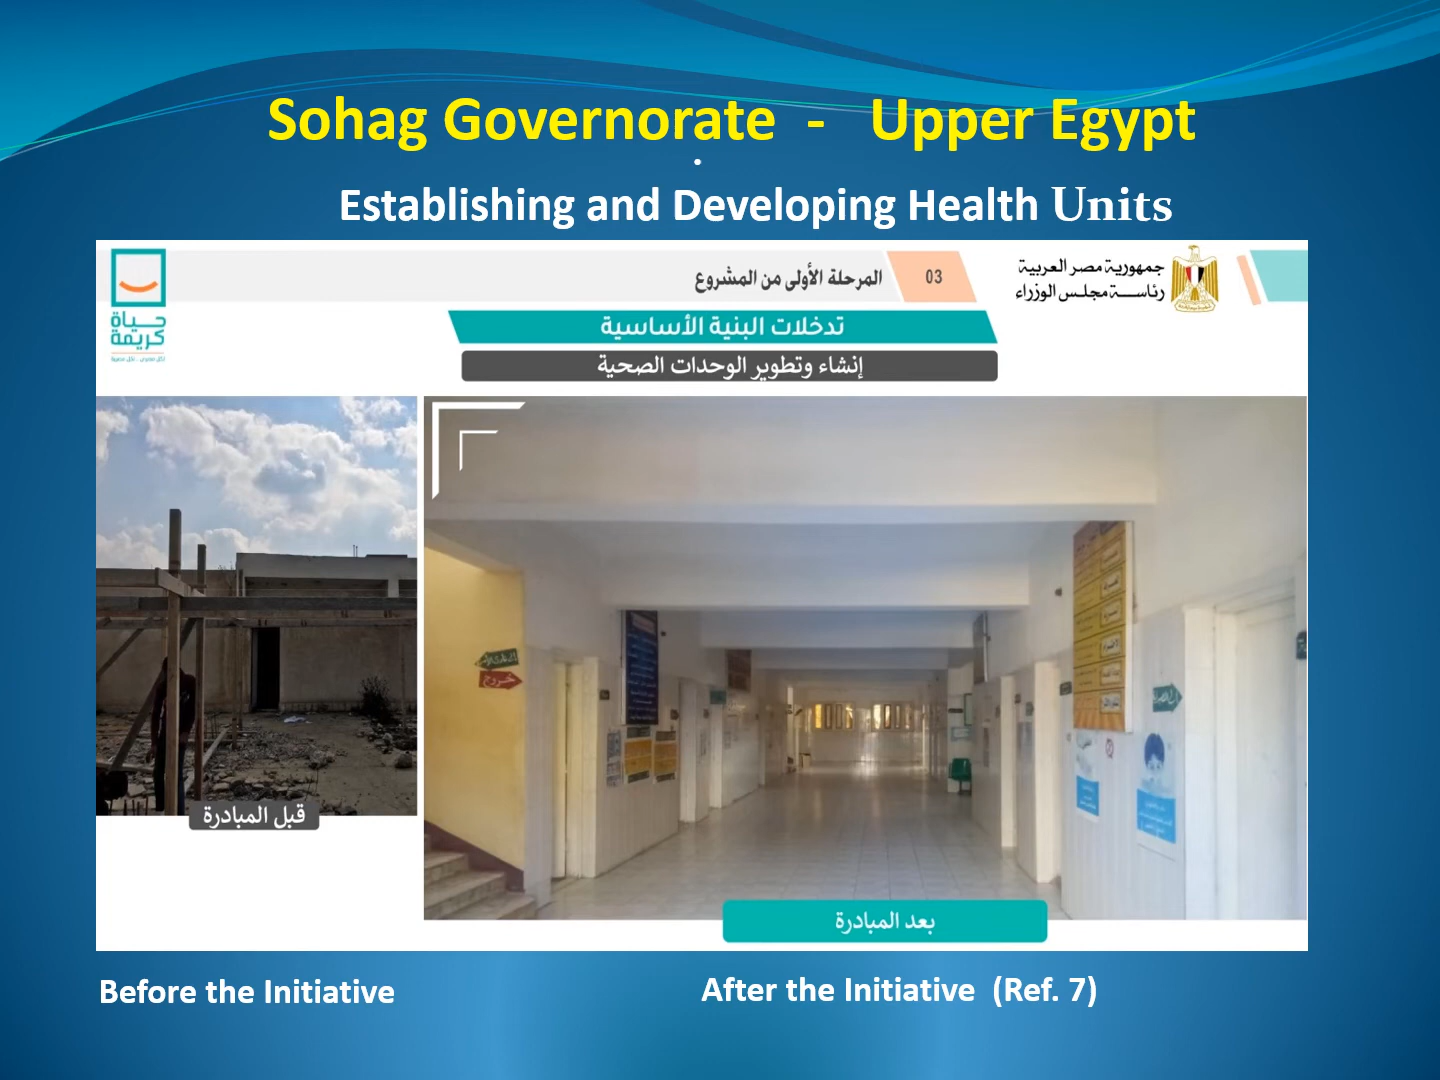 Sohag Governorate - Upper Egypt
.
Establishing and Developing Health Units
جمهورية مصر العربية
رئاسة مجلس الوزراء
03
المرحلة الأولى من المشروع
حياة
كريمة
تدخلات البنية الأساسية
إنشاء وتطوير الوحدات الصحية
خروج
قبل المبادرة
بعد المبادرة
Before the Initiative
After the Initiative (Ref. 7)